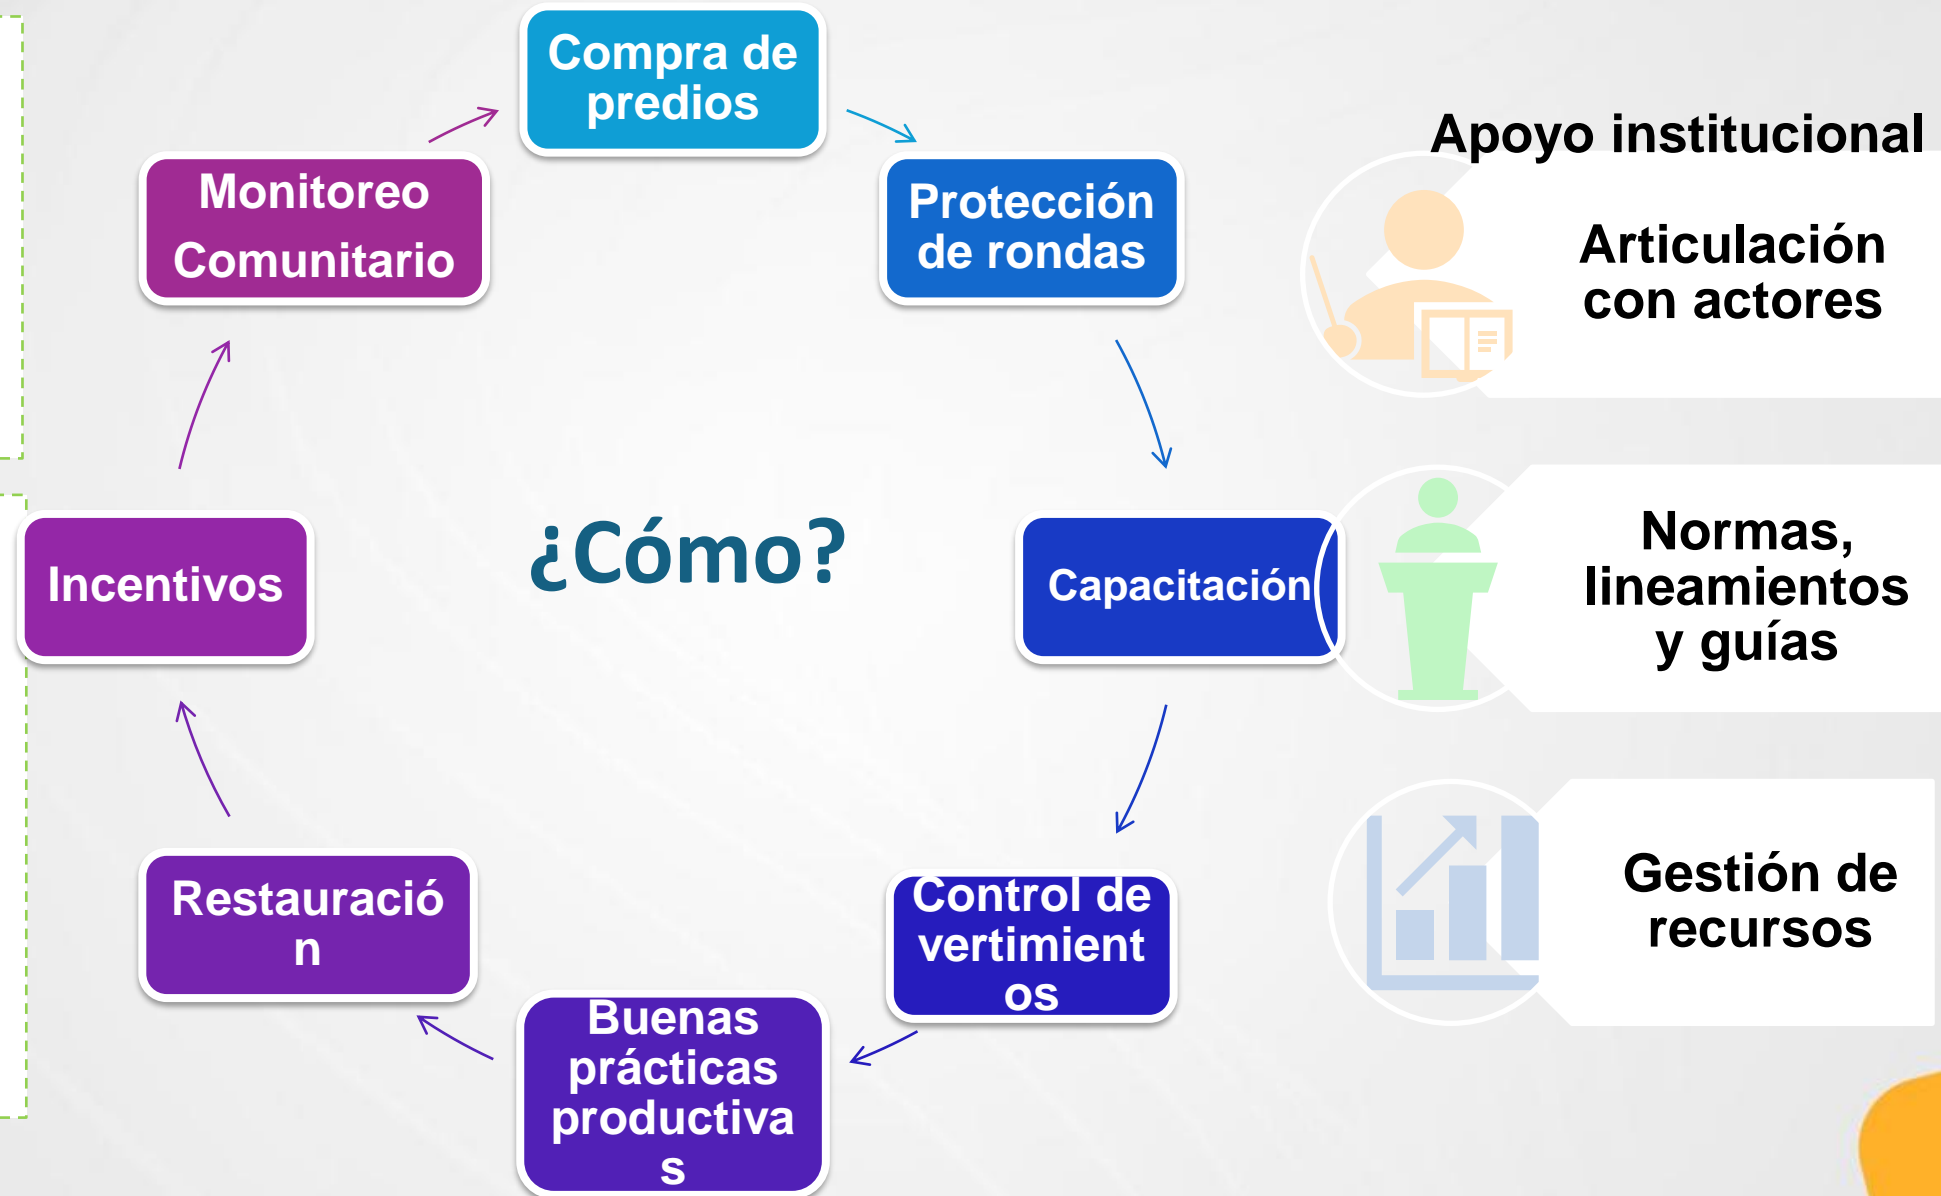 Compra de
predios
Protección
de rondas
Capacitación
Control de
vertimient
os
Buenas
prácticas
productiva
s
Restauració
n
Incentivos
Monitoreo
Comunitario
¿Cómo?
Apoyo institucional
Articulación
con actores
Normas,
lineamientos
y guías
Gestión de
recursos